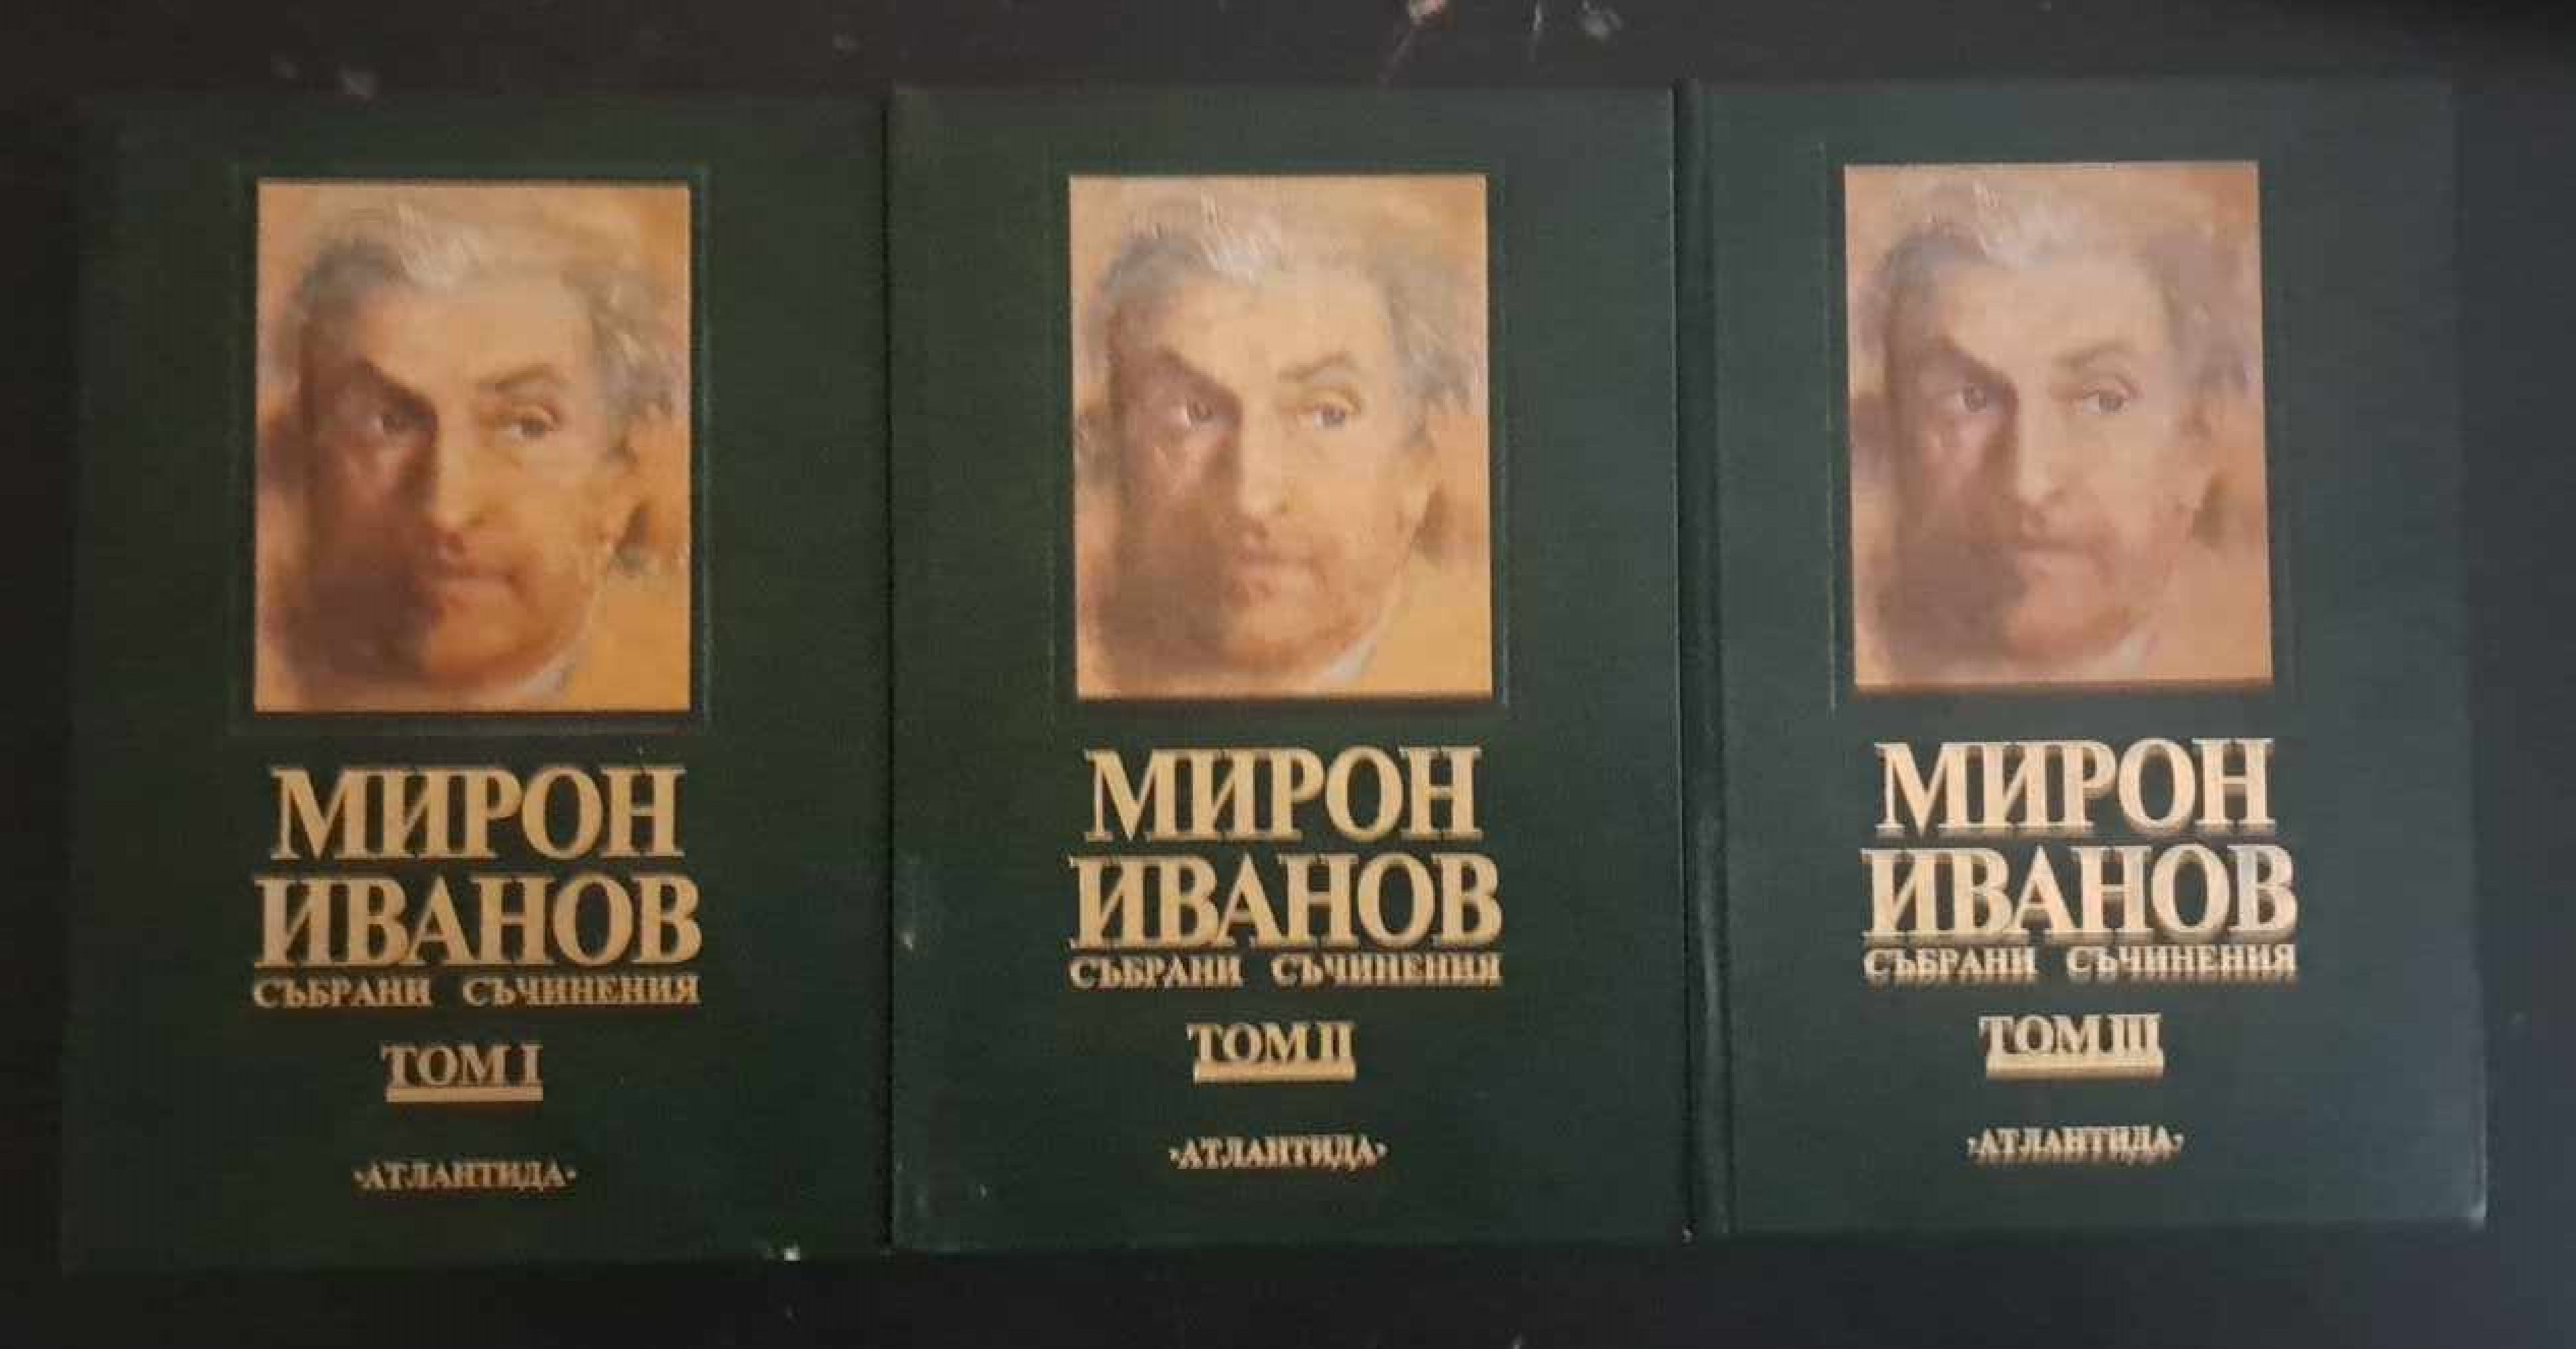 МИРОН
ИВАНОВ
СЪБРАНИ СЪЧИНЕНИЯ
ТОМ I
·АТЛАНТИДА·
МИРОН
ИВАНОВ
СЪБРАНИ СЪЧИНЕНИЯ
ТОМ II
·АТЛАНТИДА·
МИРОН
ИВАНОВ
СЪБРАНИ СЪЧИНЕНИЯ
ТОМ III
·АТЛАНТИДА·